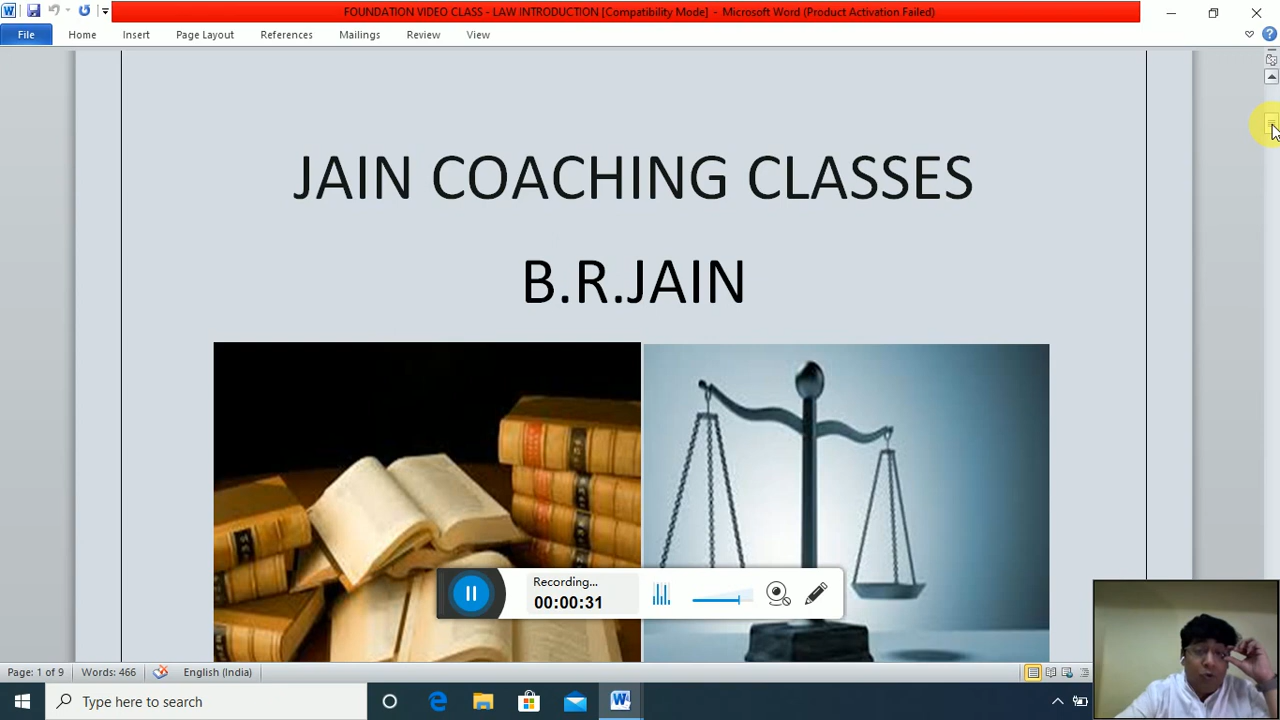 FOUNDATION VIDEO CLASS - LAW INTRODUCTION [Compatibility Mode] - Microsoft Word (Product Activation Failed)
File Home Insert Page Layout References Mailings Review View
JAIN COACHING CLASSES
B.R.JAIN
Recording...
00:00:31
Page: 1 of 9 Words: 466 English (India)
Type here to search